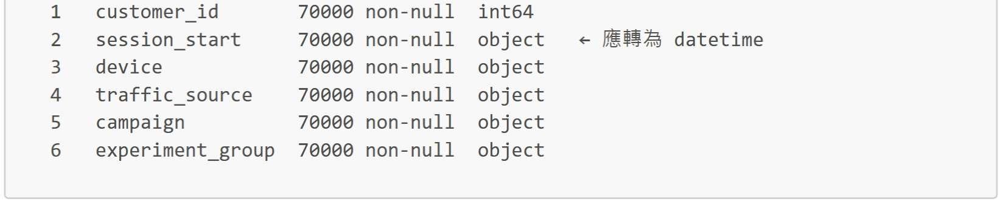 1 customer_id 70000 non-null int64
2 session_start 70000 non-null object ← 應轉為 datetime
3 device 70000 non-null object
4 traffic_source 70000 non-null object
5 campaign 70000 non-null object
6 experiment_group 70000 non-null object